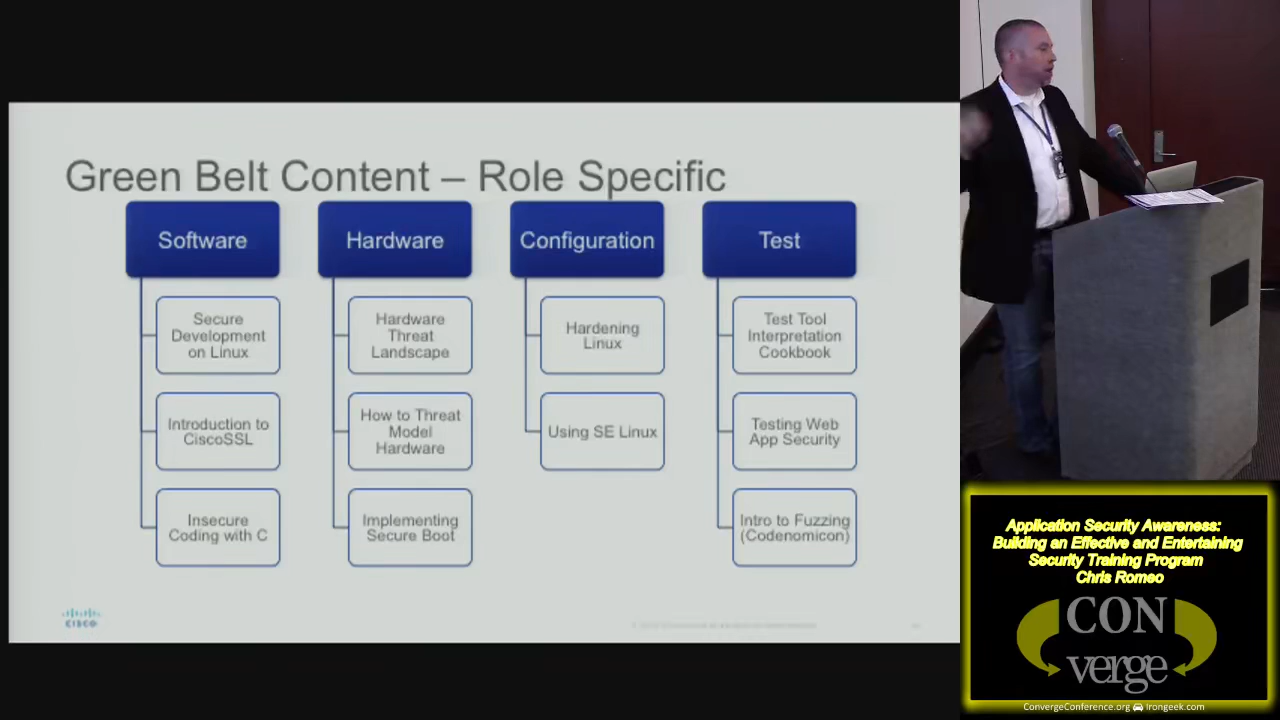 Green Belt Content – Role Specific
Software
Secure
Development
on Linux
Introduction to
CiscoSSL
Insecure
Coding with C
Hardware
Hardware
Threat
Landscape
How to Threat
Model
Hardware
Implementing
Secure Boot
Configuration
Hardening
Linux
Using SE Linux
Test
Test Tool
Interpretation
Cookbook
Testing Web
App Security
Intro to Fuzzing
(Codenomicon)
CISCO
Application Security Awareness:
Building an Effective and Entertaining
Security Training Program
Chris Romeo
CON
verge
ConvergeConference.org Irongeek.com